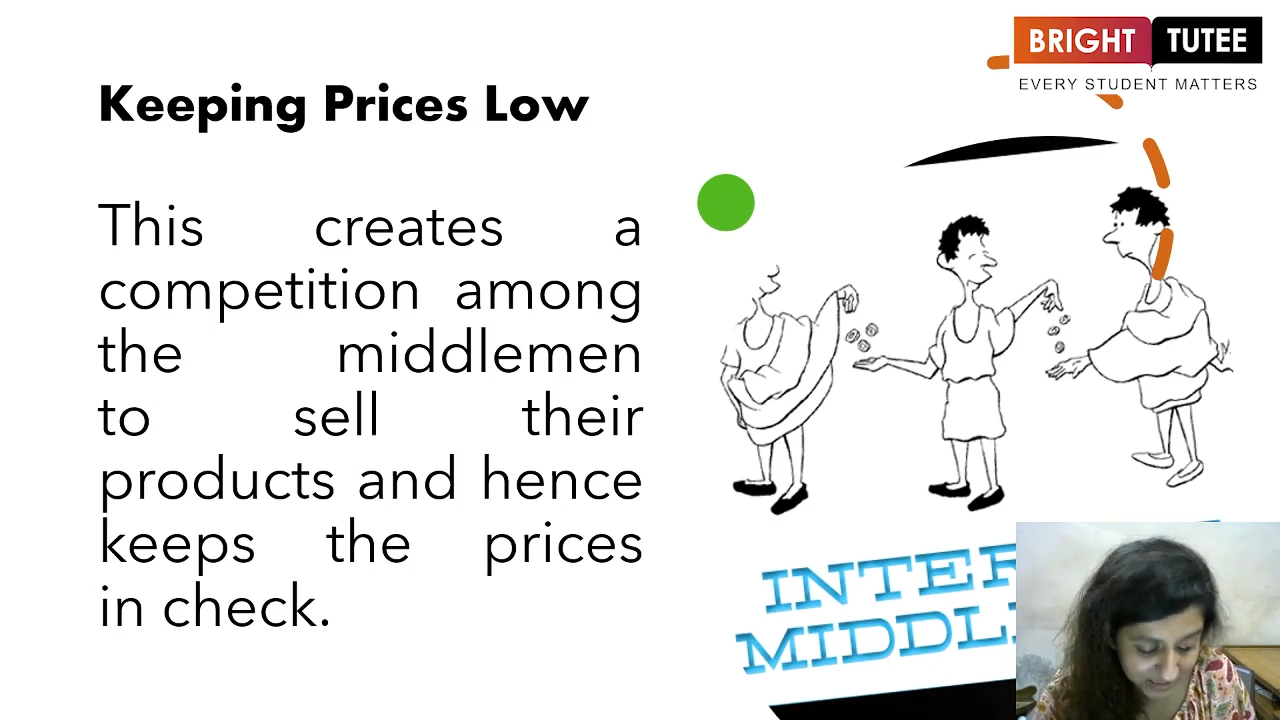 BRIGHT TUTEE
EVERY STUDENT MATTERS
Keeping Prices Low
This creates a
competition among
the middlemen
to sell their
products and hence
keeps the prices
in check.